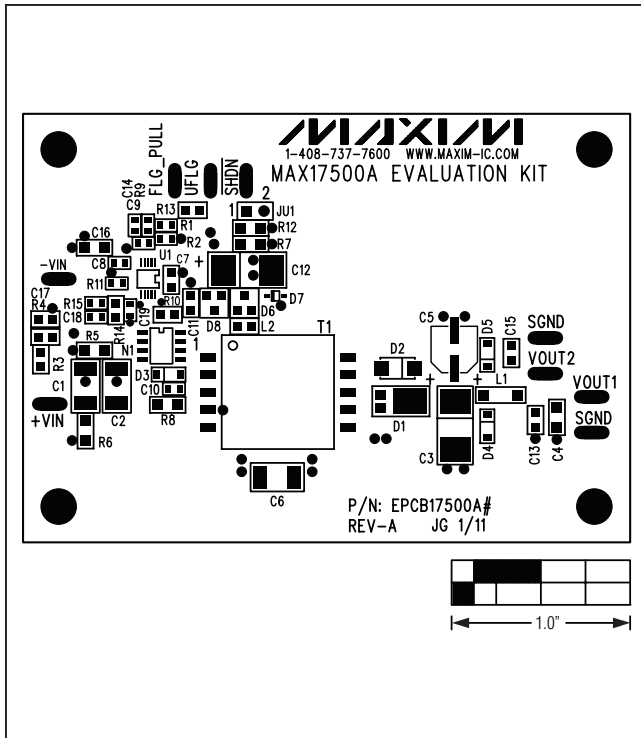 MAXIM
1-408-737-7600 WWW.MAXIM-IC.COM
MAX17500A EVALUATION KIT
FLG_PULL
UFLG
SHDN
2
1
JU1
C14
R9
C9
R13
R1
R2
R12
R7
C16
C8
U1
C7
C12
-VIN
R11
D7
C17
R4
R15
C18
R14
C19
R10
C11
D8
D6
L2
T1
C5
D5
C15
SGND
VOUT2
R5
N1
1
R3
D3
C10
R8
C1
C2
D2
L1
VOUT1
+VIN
D1
SGND
R6
C3
D4
C13
C4
C6
P/N: EPCB17500A#
REV-A JG 1/11
1.0"